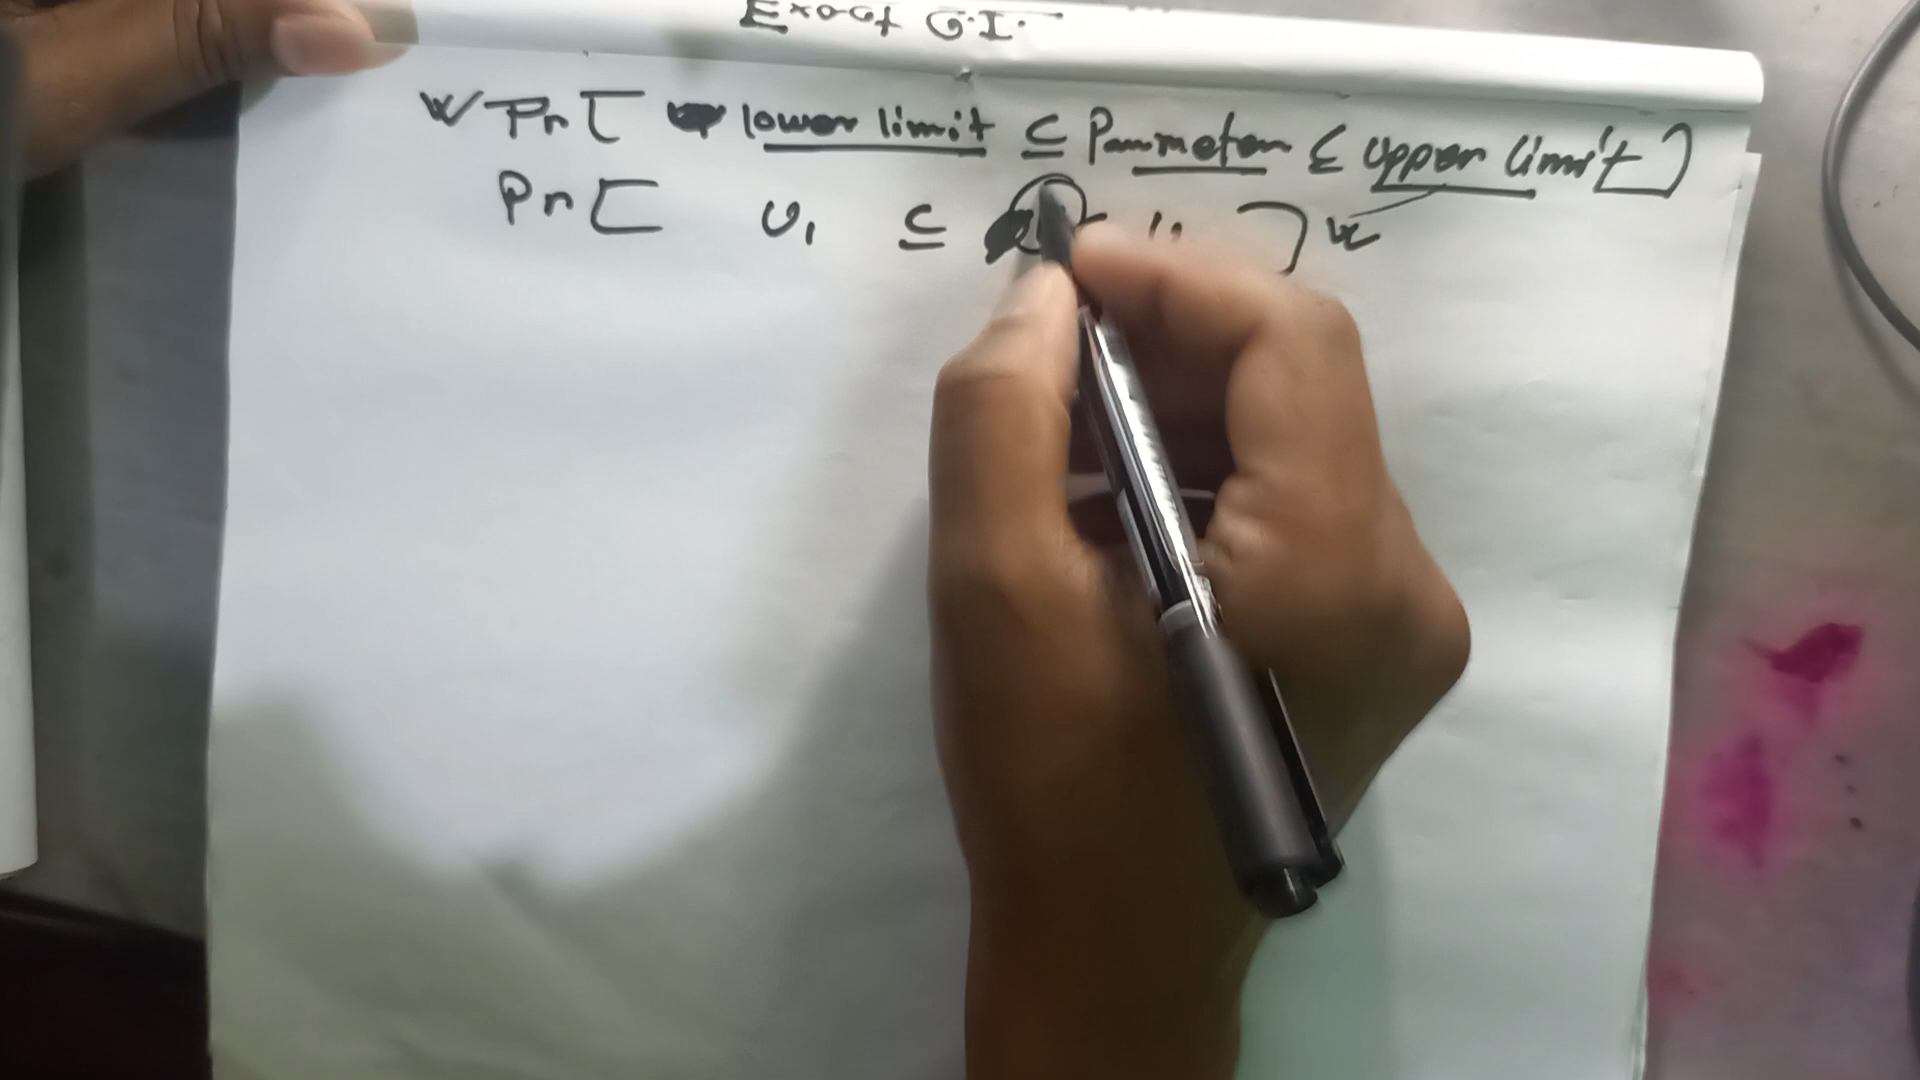 Exact C.I.
Pr[ lower limit ≤ Parameter ≤ Upper limit]
Pr[ U₁ ≤ ]